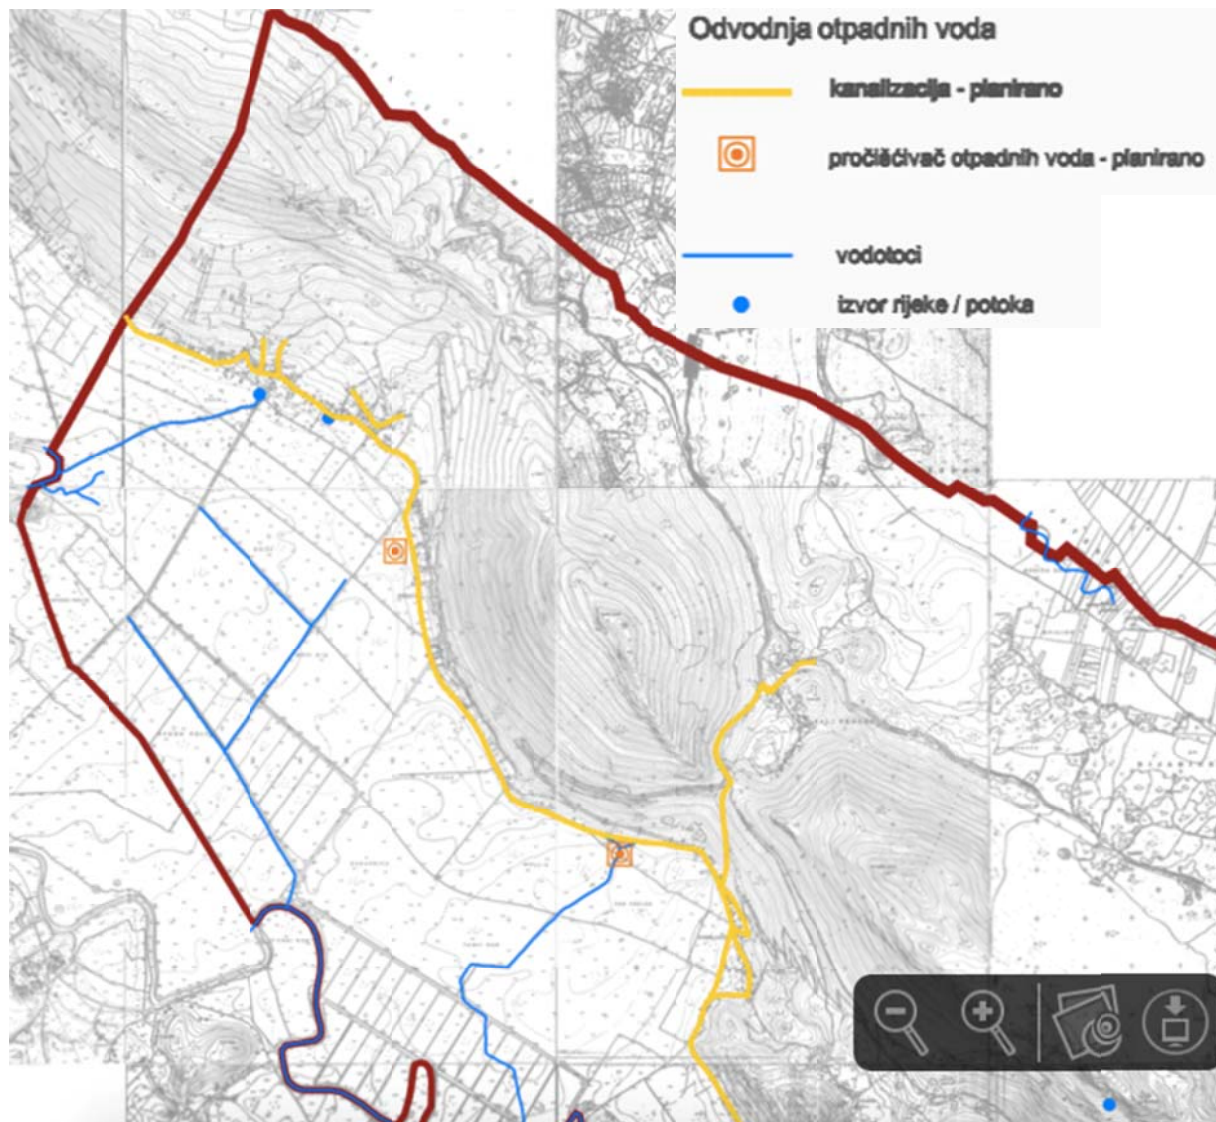 Odvodnja otpadnih voda
kanalizacija - planirano
pročišćivač otpadnih voda - planirano
vodotoci
izvor rijeke / potoka